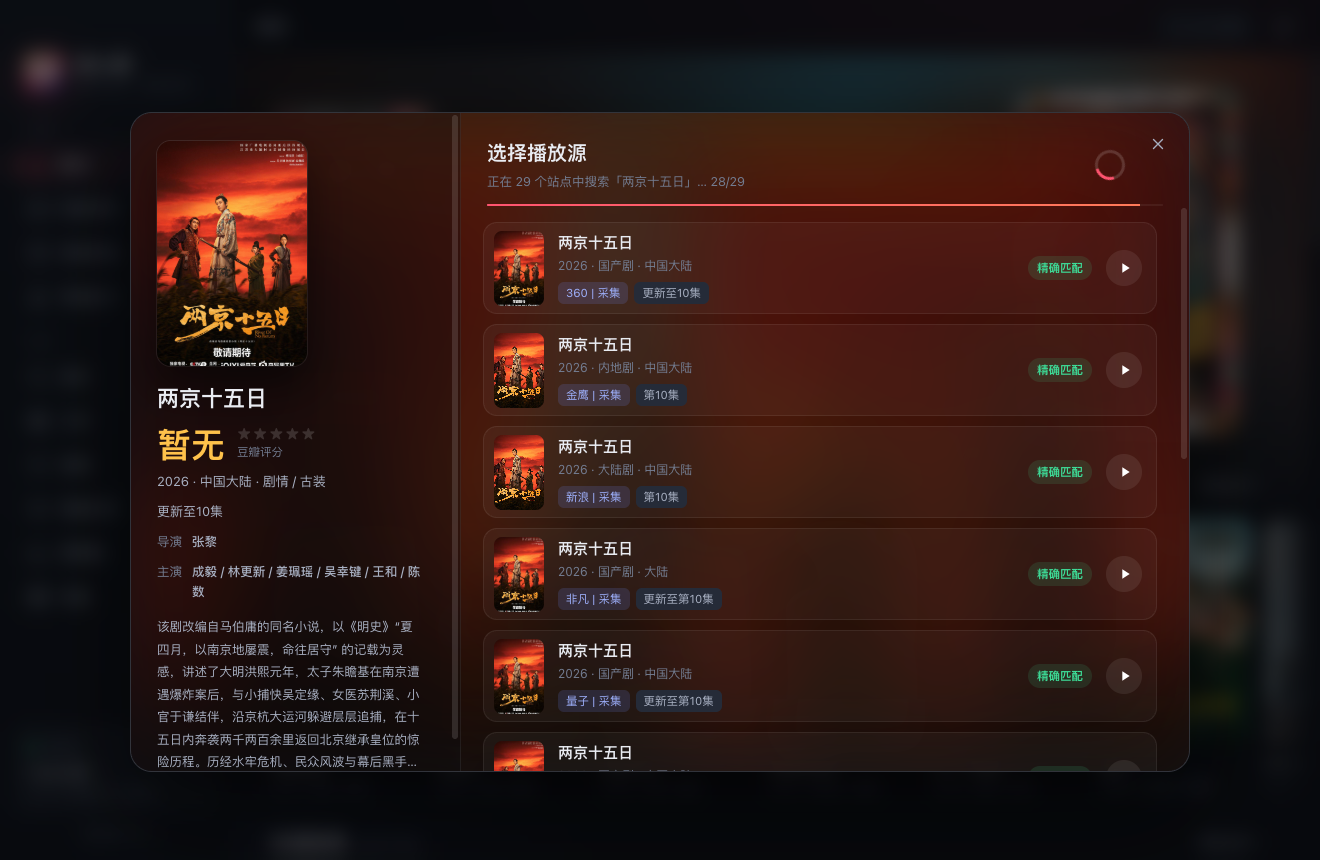 两京十五日
敬请期待
两京十五日
暂无
豆瓣评分
2026 · 中国大陆 · 剧情 / 古装
更新至10集
导演 张黎
主演 成毅 / 林更新 / 姜珮瑶 / 吴幸键 / 王和 / 陈
数
该剧改编自马伯庸的同名小说，以《明史》“夏
四月，以南京地屡震，命往居守” 的记载为灵
感，讲述了大明洪熙元年，太子朱瞻基在南京遭
遇爆炸案后，与小捕快吴定缘、女医苏荆溪、小
官于谦结伴，沿京杭大运河躲避层层追捕，在十
五日内奔袭两千两百余里返回北京继承皇位的惊
险历程。历经水牢危机、民众风波与幕后黑手...
选择播放源
正在 29 个站点中搜索「两京十五日」... 28/29
两京十五日
2026 · 国产剧 · 中国大陆
360 | 采集 更新至10集
精确匹配
两京十五日
2026 · 内地剧 · 中国大陆
金鹰 | 采集 第10集
精确匹配
两京十五日
2026 · 大陆剧 · 中国大陆
新浪 | 采集 第10集
精确匹配
两京十五日
2026 · 国产剧 · 大陆
非凡 | 采集 更新至第10集
精确匹配
两京十五日
2026 · 国产剧 · 中国大陆
量子 | 采集 更新至第10集
精确匹配
两京十五日